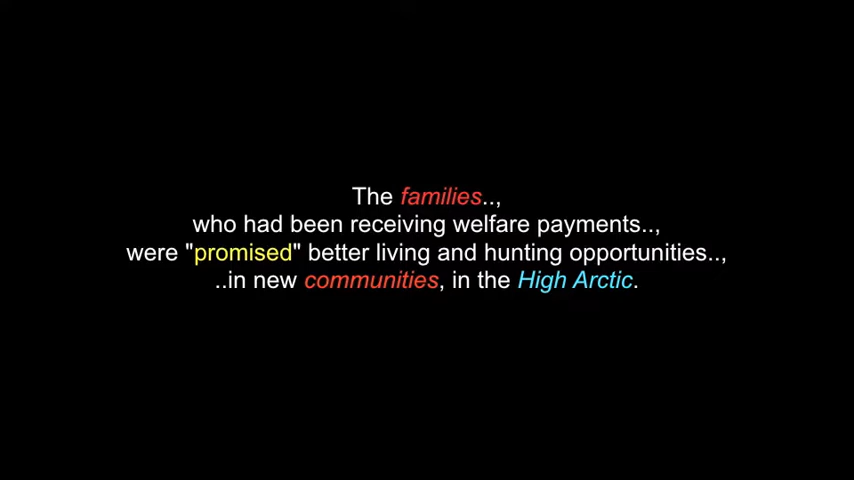 The families..,
who had been receiving welfare payments..,
were "promised" better living and hunting opportunities..,
..in new communities, in the High Arctic.